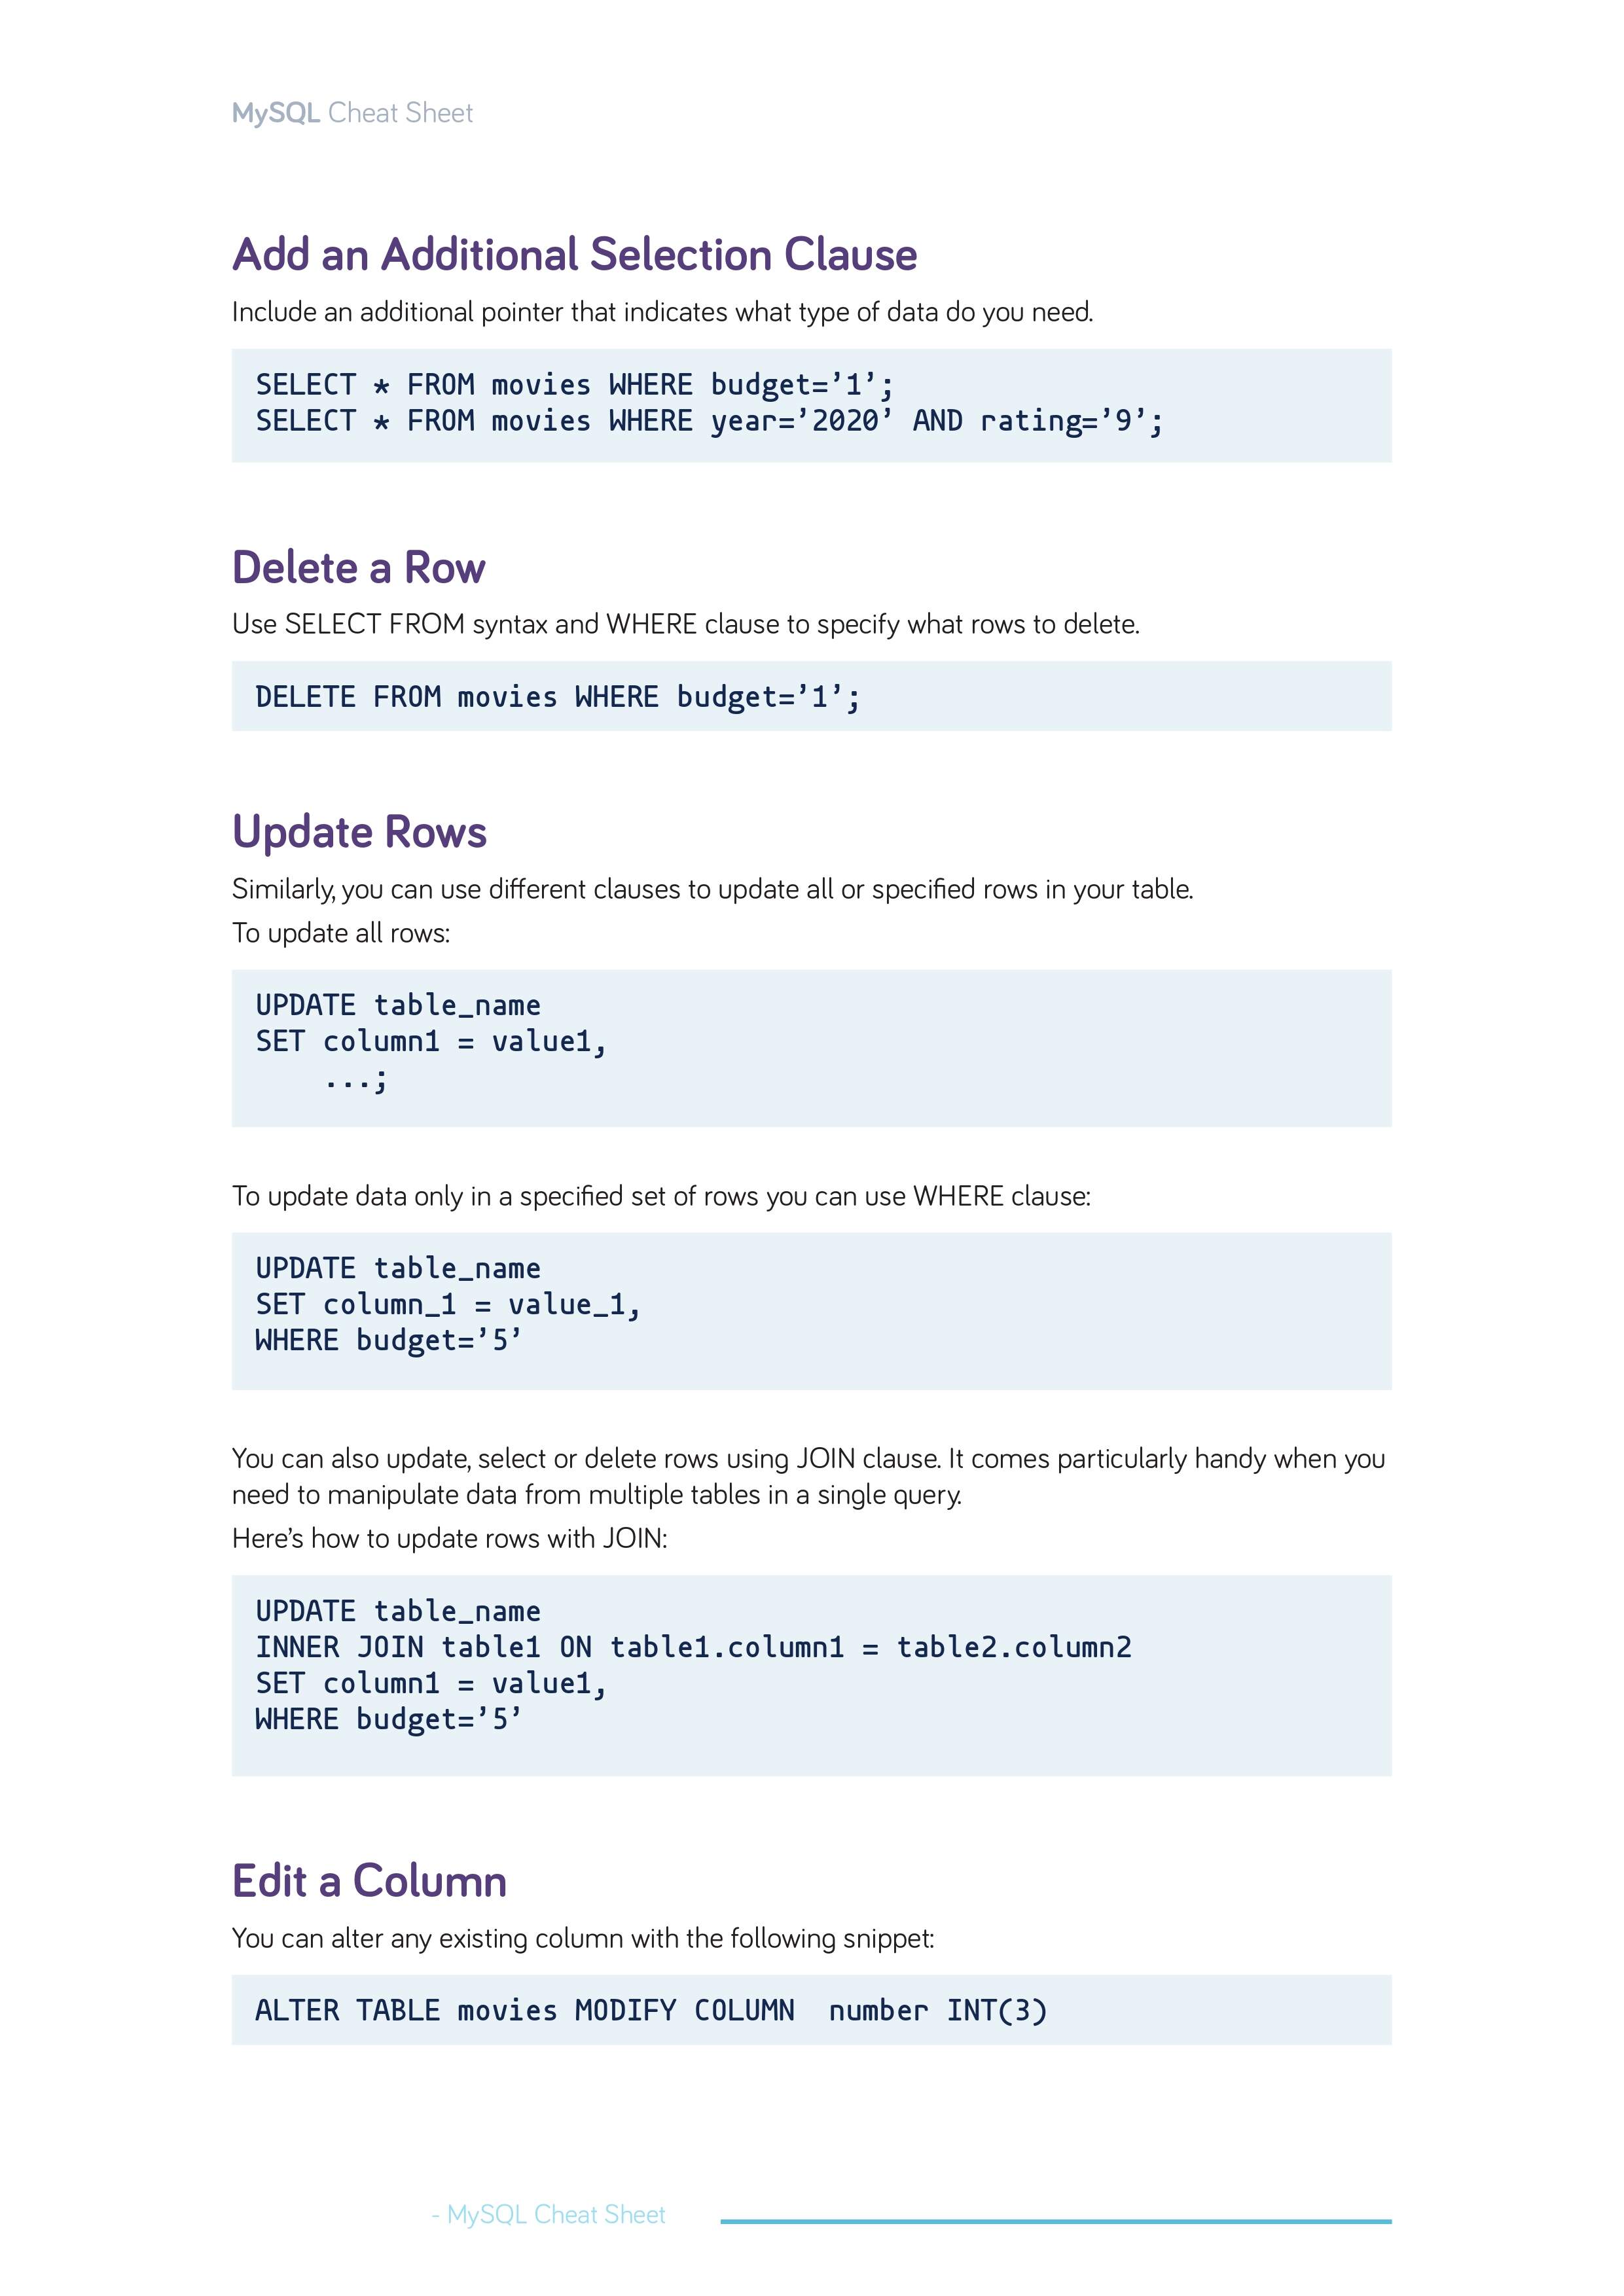 MySQL Cheat Sheet
Add an Additional Selection Clause
Include an additional pointer that indicates what type of data do you need.
SELECT * FROM movies WHERE budget=’1’;
SELECT * FROM movies WHERE year=’2020’ AND rating=’9’;
Delete a Row
Use SELECT FROM syntax and WHERE clause to specify what rows to delete.
DELETE FROM movies WHERE budget=’1’;
Update Rows
Similarly, you can use different clauses to update all or specified rows in your table.
To update all rows:
UPDATE table_name
SET column1 = value1,
    ...;
To update data only in a specified set of rows you can use WHERE clause:
UPDATE table_name
SET column_1 = value_1,
WHERE budget=’5’
You can also update, select or delete rows using JOIN clause. It comes particularly handy when you
need to manipulate data from multiple tables in a single query.
Here’s how to update rows with JOIN:
UPDATE table_name
INNER JOIN table1 ON table1.column1 = table2.column2
SET column1 = value1,
WHERE budget=’5’
Edit a Column
You can alter any existing column with the following snippet:
ALTER TABLE movies MODIFY COLUMN  number INT(3)
- MySQL Cheat Sheet